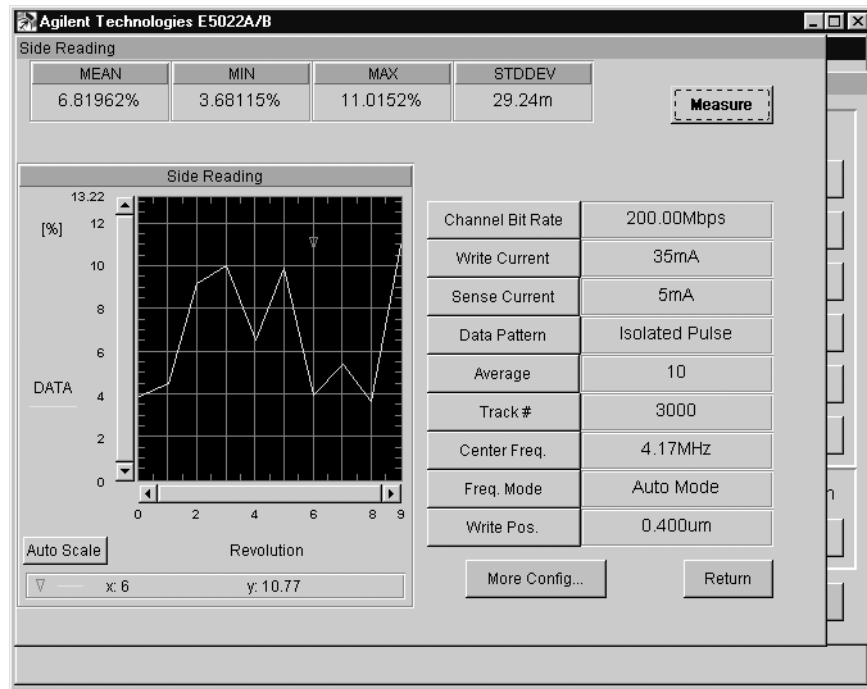 Agilent Technologies E5022A/B
Side Reading
MEAN MIN MAX STDDEV
6.81962% 3.68115% 11.0152% 29.24m
Measure
Side Reading
13.22
[%] 12
10
8
6
DATA 4
2
0
0 2 4 6 8 9
Auto Scale Revolution
x: 6 y: 10.77
Channel Bit Rate 200.00Mbps
Write Current 35mA
Sense Current 5mA
Data Pattern Isolated Pulse
Average 10
Track # 3000
Center Freq. 4.17MHz
Freq. Mode Auto Mode
Write Pos. 0.400um
More Config... Return